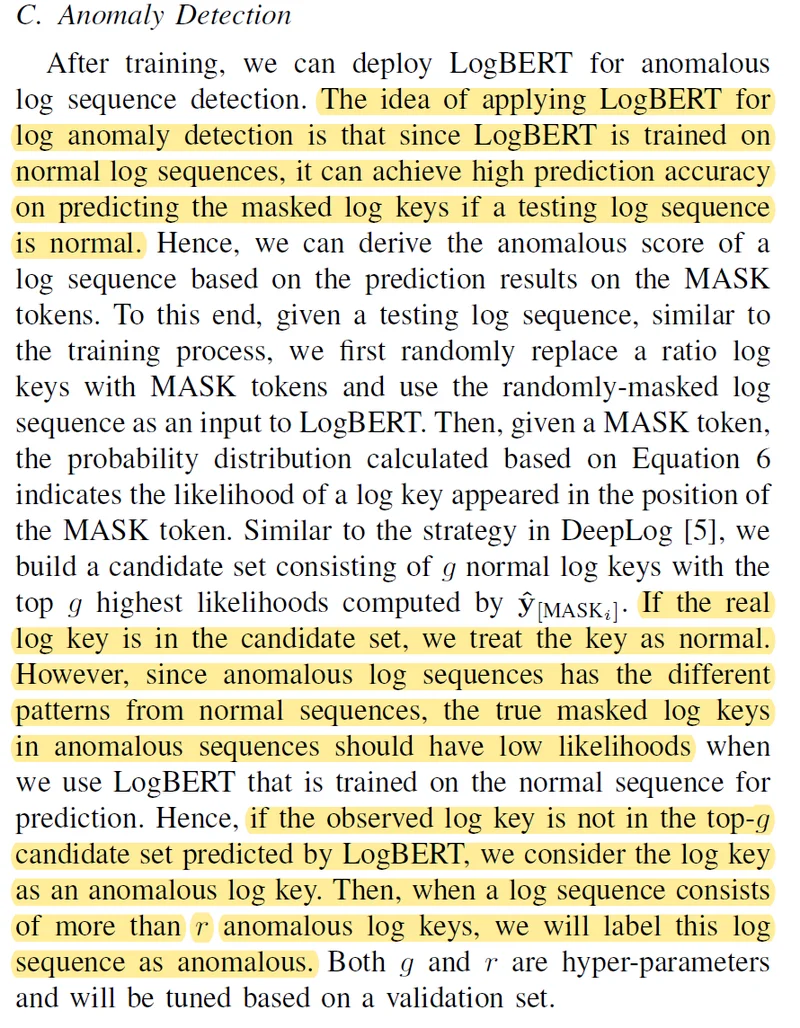 C. Anomaly Detection
After training, we can deploy LogBERT for anomalous
log sequence detection. The idea of applying LogBERT for
log anomaly detection is that since LogBERT is trained on
normal log sequences, it can achieve high prediction accuracy
on predicting the masked log keys if a testing log sequence
is normal. Hence, we can derive the anomalous score of a
log sequence based on the prediction results on the MASK
tokens. To this end, given a testing log sequence, similar to
the training process, we first randomly replace a ratio log
keys with MASK tokens and use the randomly-masked log
sequence as an input to LogBERT. Then, given a MASK token,
the probability distribution calculated based on Equation 6
indicates the likelihood of a log key appeared in the position of
the MASK token. Similar to the strategy in DeepLog [5], we
build a candidate set consisting of g normal log keys with the
top g highest likelihoods computed by ŷ[MASKᵢ]. If the real
log key is in the candidate set, we treat the key as normal.
However, since anomalous log sequences has the different
patterns from normal sequences, the true masked log keys
in anomalous sequences should have low likelihoods when
we use LogBERT that is trained on the normal sequence for
prediction. Hence, if the observed log key is not in the top-g
candidate set predicted by LogBERT, we consider the log key
as an anomalous log key. Then, when a log sequence consists
of more than r anomalous log keys, we will label this log
sequence as anomalous. Both g and r are hyper-parameters
and will be tuned based on a validation set.